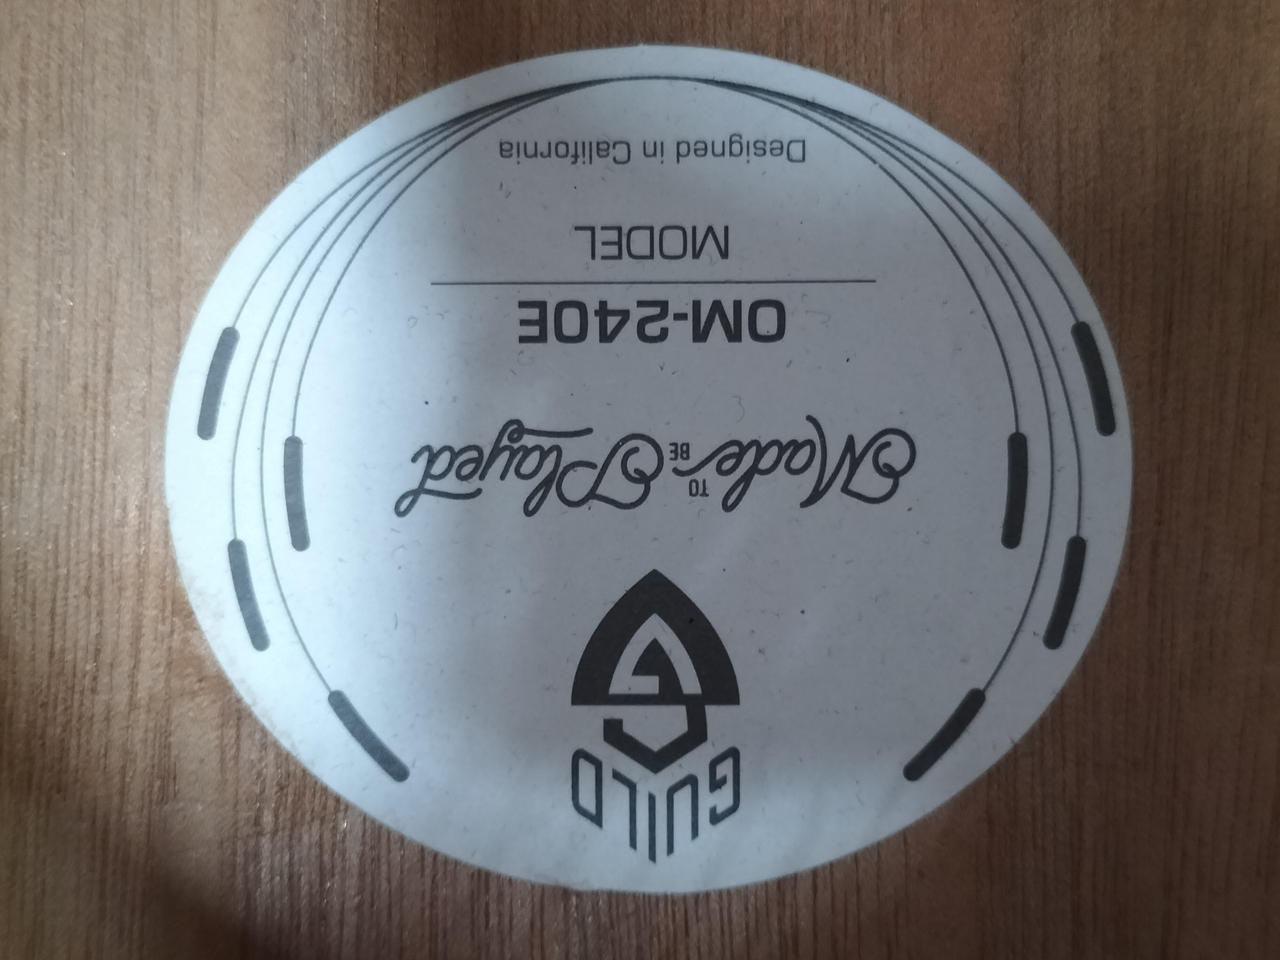 GUILD
Made TO BE Played
OM-240E
MODEL
Designed in California